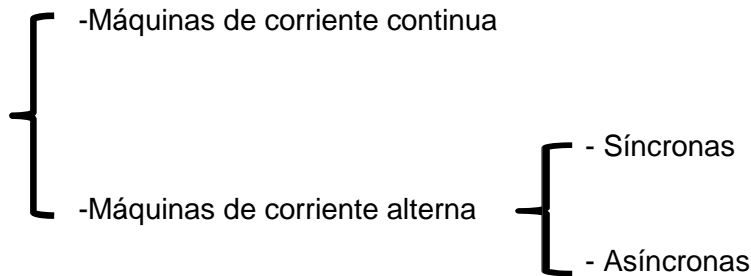 -Máquinas de corriente continua
- Síncronas
-Máquinas de corriente alterna
- Asíncronas